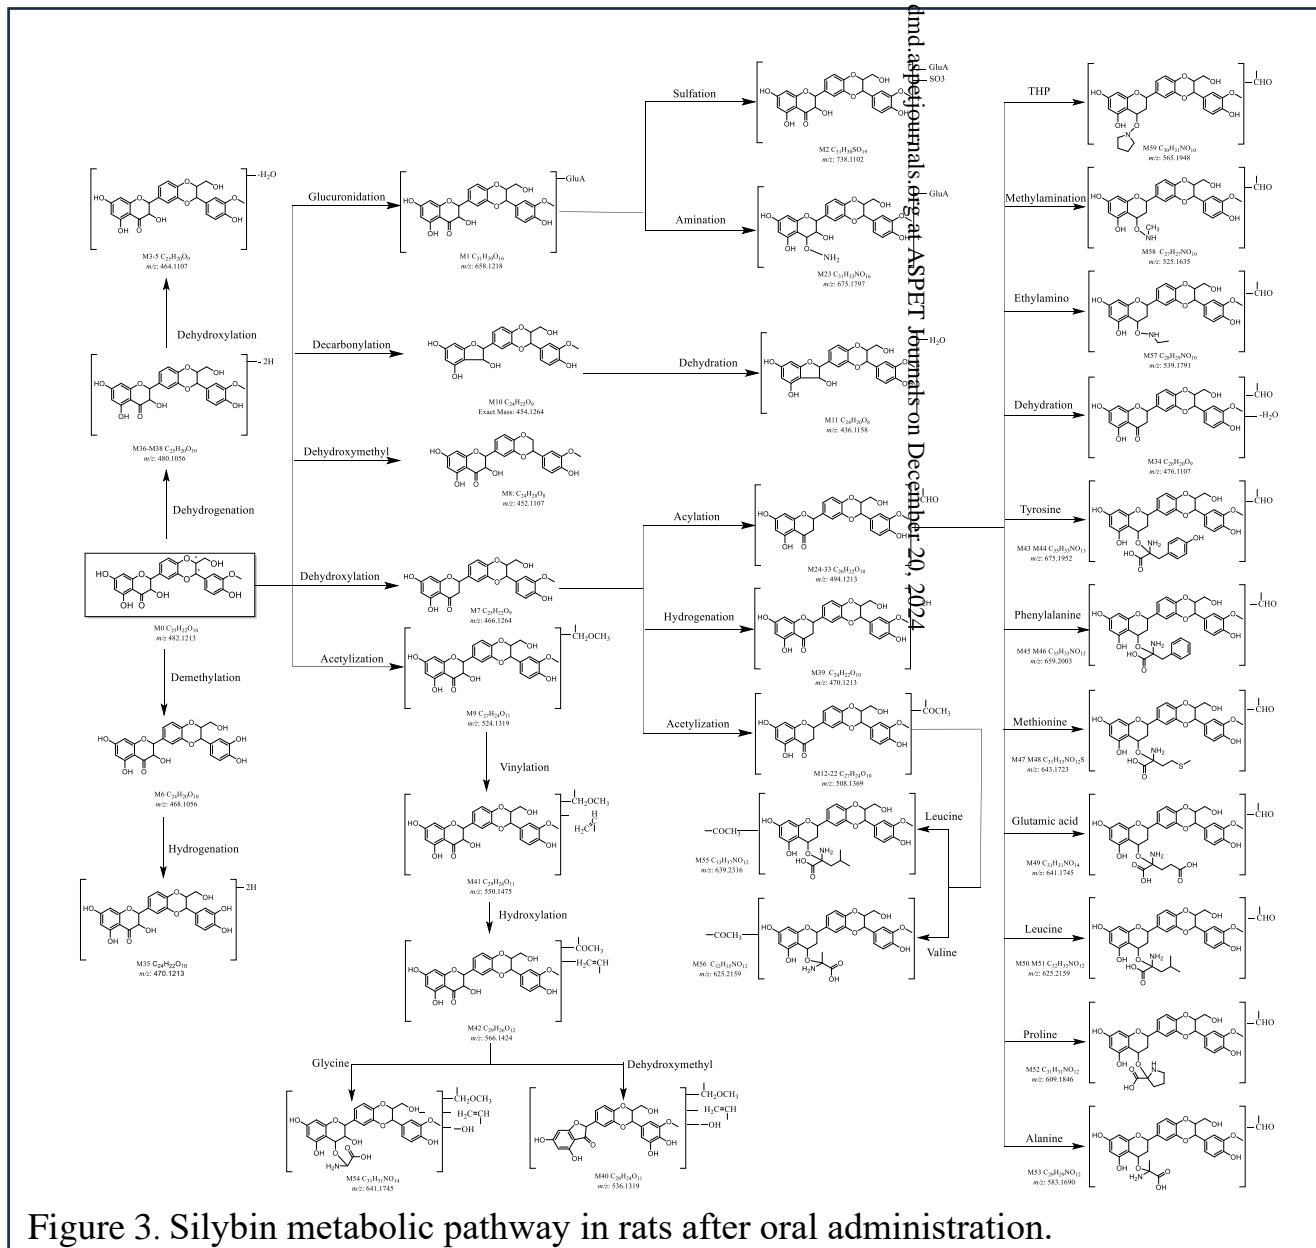 dmd.aspetjournals.org at ASPET Journals on December 20, 2024
-H2O
M3-5 C25H20O9
m/z: 464.1107
Dehydroxylation
- 2H
M36-M38 C25H20O10
m/z: 480.1056
Dehydrogenation
M0 C25H22O10
m/z 482.1213
Demethylation
M6 C24H20O10
m/z: 468.1056
Hydrogenation
2H
M35 C24H22O10
m/z: 470.1213
Glucuronidation
GluA
M1 C31H30O16
m/z: 658.1218
Decarbonylation
M10 C24H22O9
Exact Mass: 454.1264
Dehydroxymethyl
M8: C24H20O8
m/z: 452.1107
Dehydroxylation
M7 C25H22O9
m/z: 466.1264
Acetylization
CH2OCH3
M9 C27H24O11
m/z: 524.1319
Vinylation
CH2OCH3
M41 C29H26O11
m/z: 550.1475
Hydroxylation
COCH3
H2C=CH
M42 C29H26O12
m/z: 566.1424
Glycine
CH2OCH3
H2C=CH
-OH
M54 C31H31NO14
m/z: 641.1745
Dehydroxymethyl
CH2OCH3
H2C=CH
-OH
M40 C28H24O11
m/z: 536.1319
Sulfation
GluA
SO3
M2 C31H30SO19
m/z: 738.1102
Amination
GluA
M23 C31H33NO16
m/z: 675.1797
Dehydration
H2O
M11 C24H20O8
m/z: 436.1158
Acylation
CHO
M24-33 C26H22O10
m/z: 494.1213
Hydrogenation
M39 C24H22O10
m/z: 470.1213
Acetylization
COCH3
M12-22 C27H24O10
m/z: 508.1369
Leucine
COCH3
M55 C33H37NO12
m/z: 639.2316
Valine
COCH3
M56 C32H35NO12
m/z: 625.2159
THP
CHO
M59 C30H31NO10
m/z: 565.1948
Methylamination
CHO
M58 C27H27NO10
m/z: 525.1635
Ethylamino
CHO
M57 C28H29NO10
m/z: 539.1791
Dehydration
CHO
-H2O
M34 C26H20O9
m/z: 476.1107
Tyrosine
CHO
M43 M44 C35H33NO13
m/z: 675.1952
Phenylalanine
CHO
M45 M46 C35H33NO12
m/z: 659.2003
Methionine
CHO
M47 M48 C31H33NO12S
m/z: 643.1723
Glutamic acid
CHO
M49 C31H31NO14
m/z: 641.1745
Leucine
CHO
M50 M51 C32H35NO12
m/z: 625.2159
Proline
CHO
M52 C31H31NO12
m/z: 609.1846
Alanine
CHO
M53 C29H29NO12
m/z: 583.1690
Figure 3. Silybin metabolic pathway in rats after oral administration.